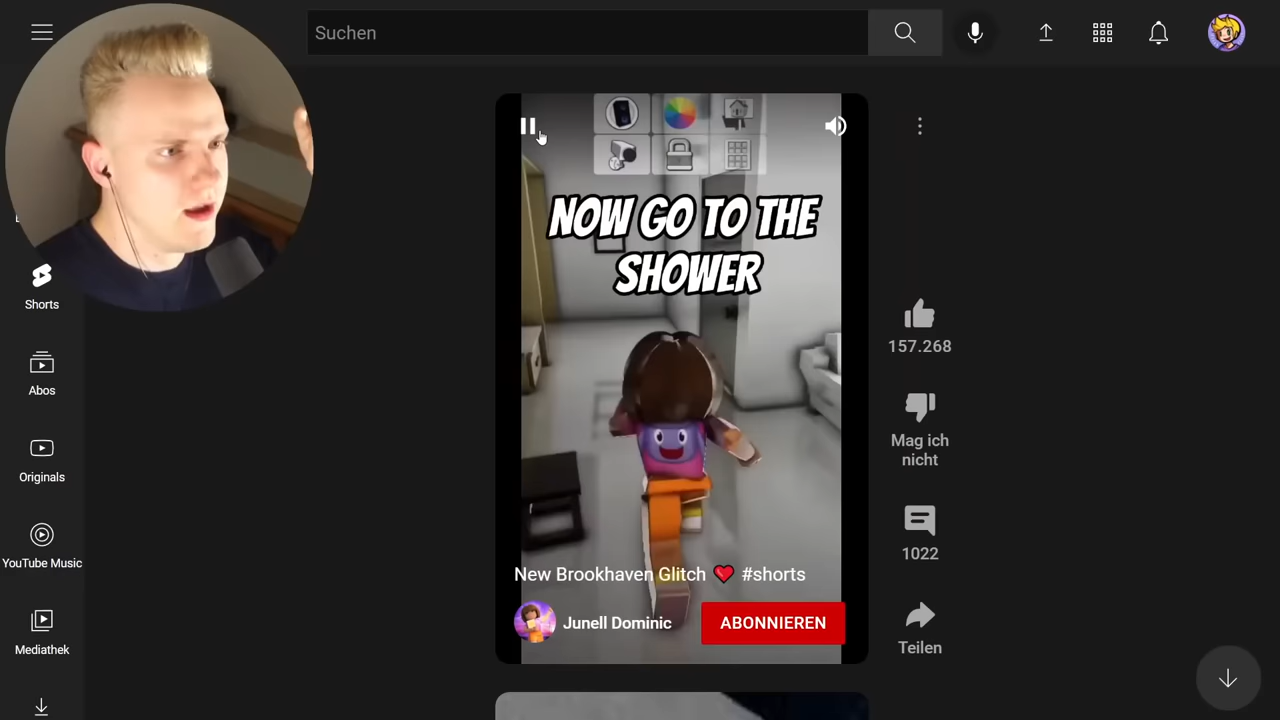 Suchen
NOW GO TO THE
SHOWER
Shorts
Abos
Originals
YouTube Music
Mediathek
157.268
Mag ich
nicht
1022
Teilen
New Brookhaven Glitch ❤️ #shorts
Junell Dominic
ABONNIEREN